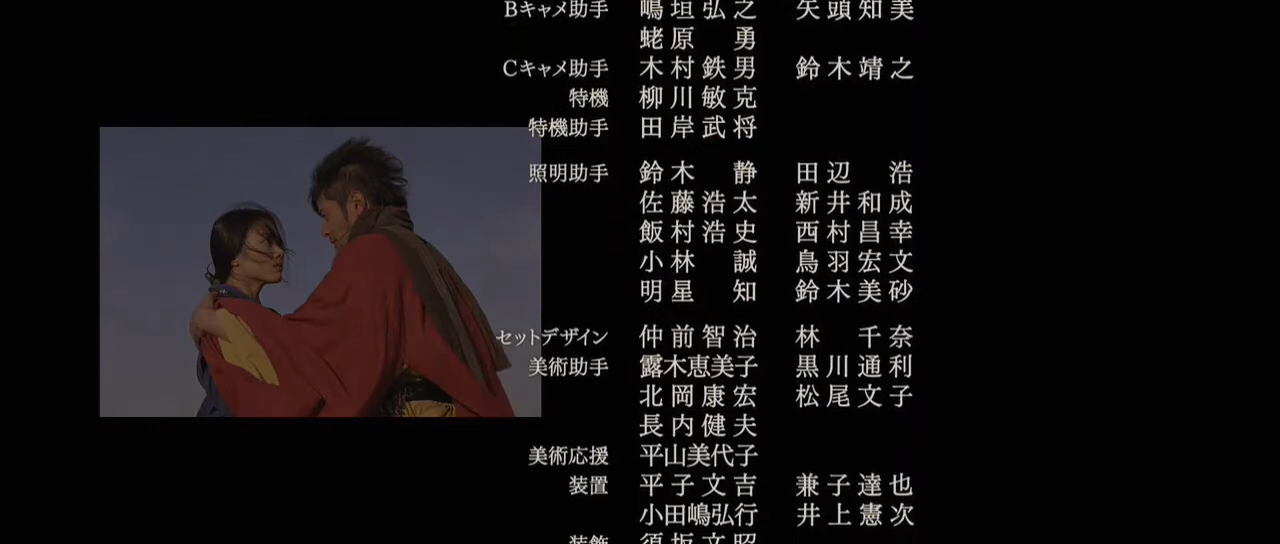 Bキャメ助手 嶋垣弘之 矢頭知美
蛯原 勇
Cキャメ助手 木村鉄男 鈴木靖之
特機 柳川敏克
特機助手 田岸武将
照明助手 鈴木 静 田辺 浩
佐藤浩太 新井和成
飯村浩史 西村昌幸
小林 誠 鳥羽宏文
明星 知 鈴木美砂
セットデザイン 仲前智治 林 千奈
美術助手 露木恵美子 黒川通利
北岡康宏 松尾文子
長内健夫
美術応援 平山美代子
装置 平子文吉 兼子達也
小田嶋弘行 井上憲次
装飾 須坂文昭